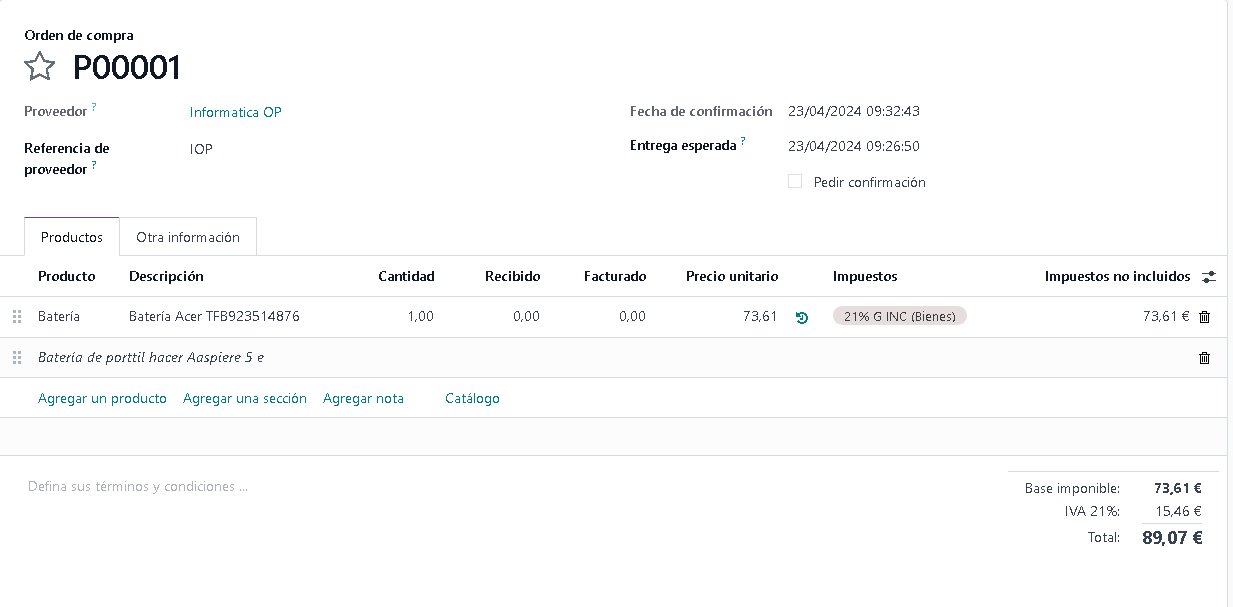 Orden de compra
P00001
Proveedor ? Informatica OP
Fecha de confirmación 23/04/2024 09:32:43
Referencia de proveedor ? IOP
Entrega esperada ? 23/04/2024 09:26:50
Pedir confirmación
Productos Otra información
Producto Descripción Cantidad Recibido Facturado Precio unitario Impuestos Impuestos no incluidos
Batería Batería Acer TFB923514876 1,00 0,00 0,00 73,61 21% G INC (Bienes) 73,61 €
Batería de porttil hacer Aaspiere 5 e
Agregar un producto Agregar una sección Agregar nota Catálogo
Defina sus términos y condiciones ...
Base imponible: 73,61 €
IVA 21%: 15,46 €
Total: 89,07 €